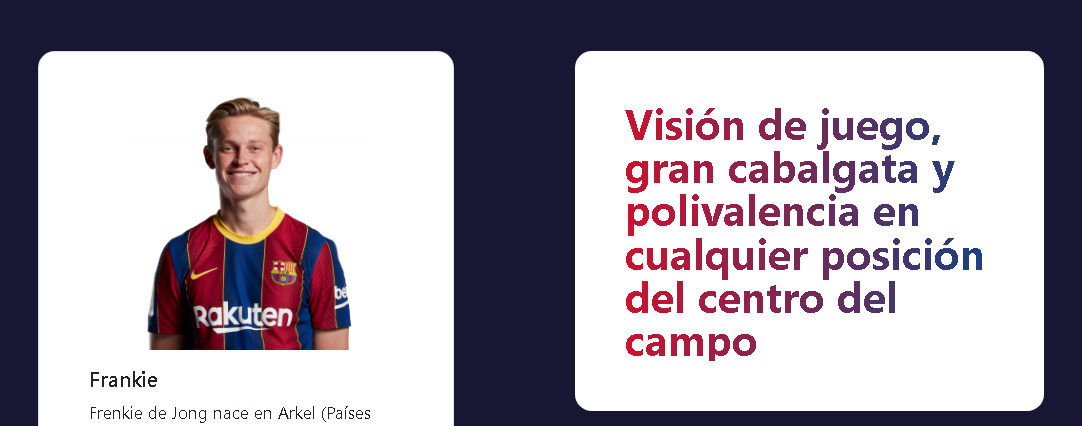 Rakuten
be
Frankie
Frenkie de Jong nace en Arkel (Países
Visión de juego,
gran cabalgata y
polivalencia en
cualquier posición
del centro del
campo